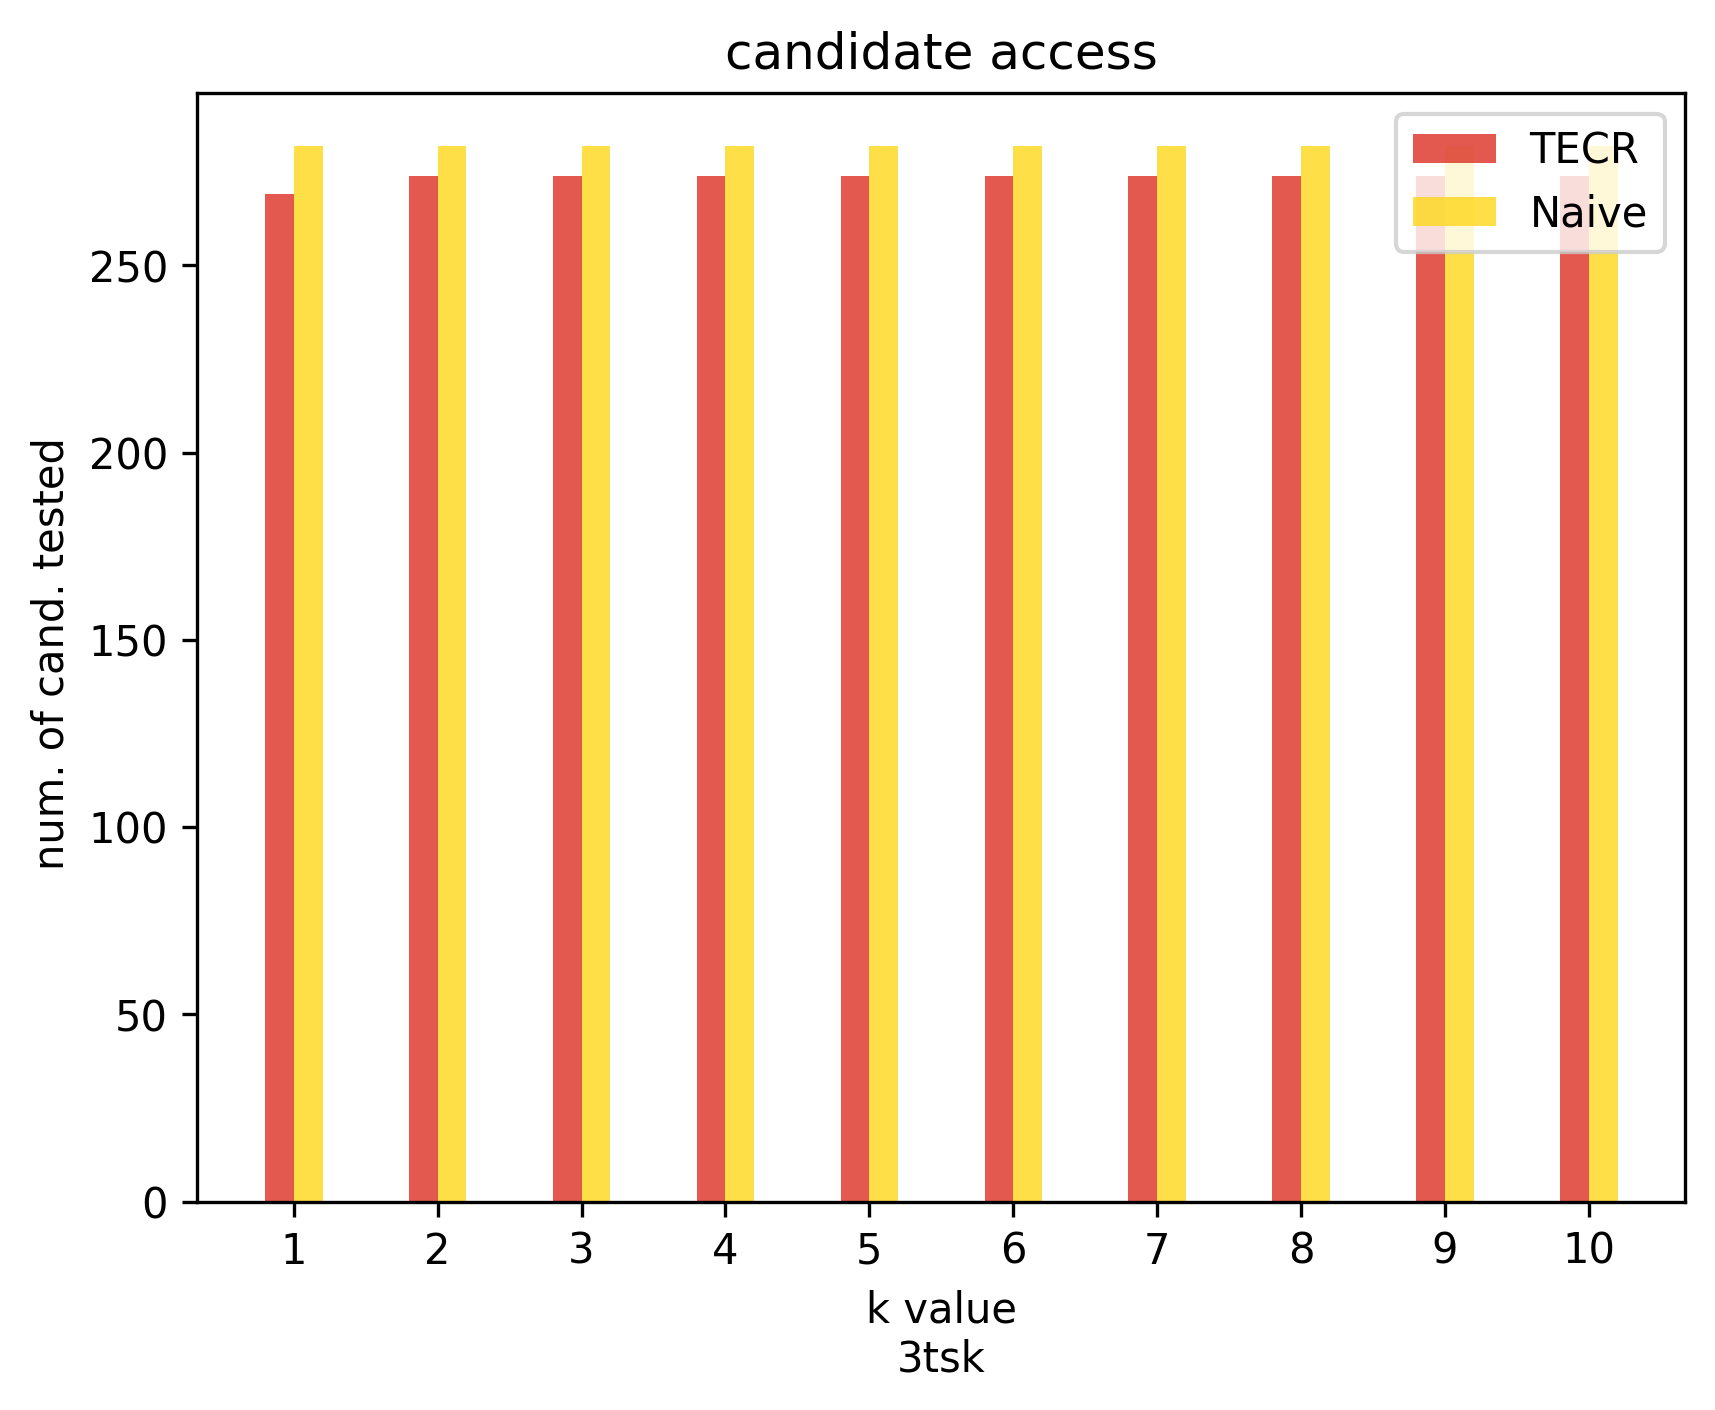 candidate access
TECR
Naive
num. of cand. tested
250
200
150
100
50
0
1 2 3 4 5 6 7 8 9 10
k value
3tsk